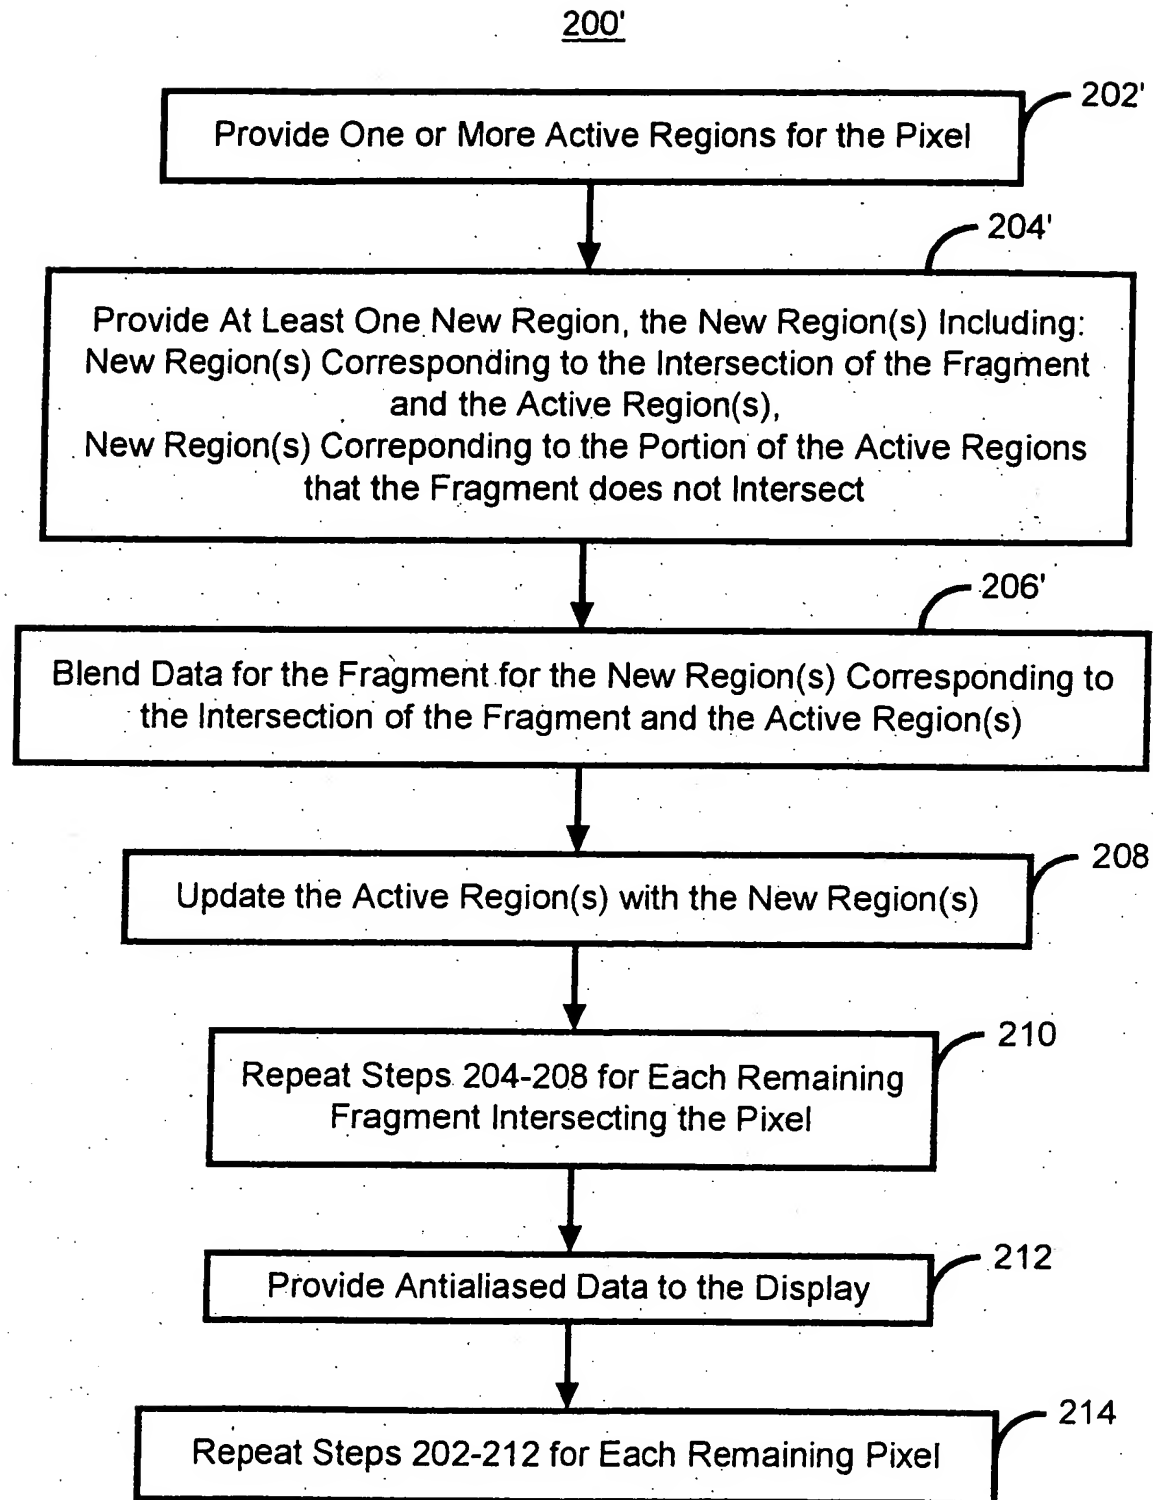 200'
202'
Provide One or More Active Regions for the Pixel
204'
Provide At Least One New Region, the New Region(s) Including:
New Region(s) Corresponding to the Intersection of the Fragment
and the Active Region(s),
New Region(s) Correponding to the Portion of the Active Regions
that the Fragment does not Intersect
206'
Blend Data for the Fragment for the New Region(s) Corresponding to
the Intersection of the Fragment and the Active Region(s)
208
Update the Active Region(s) with the New Region(s)
210
Repeat Steps 204-208 for Each Remaining
Fragment Intersecting the Pixel
212
Provide Antialiased Data to the Display
214
Repeat Steps 202-212 for Each Remaining Pixel